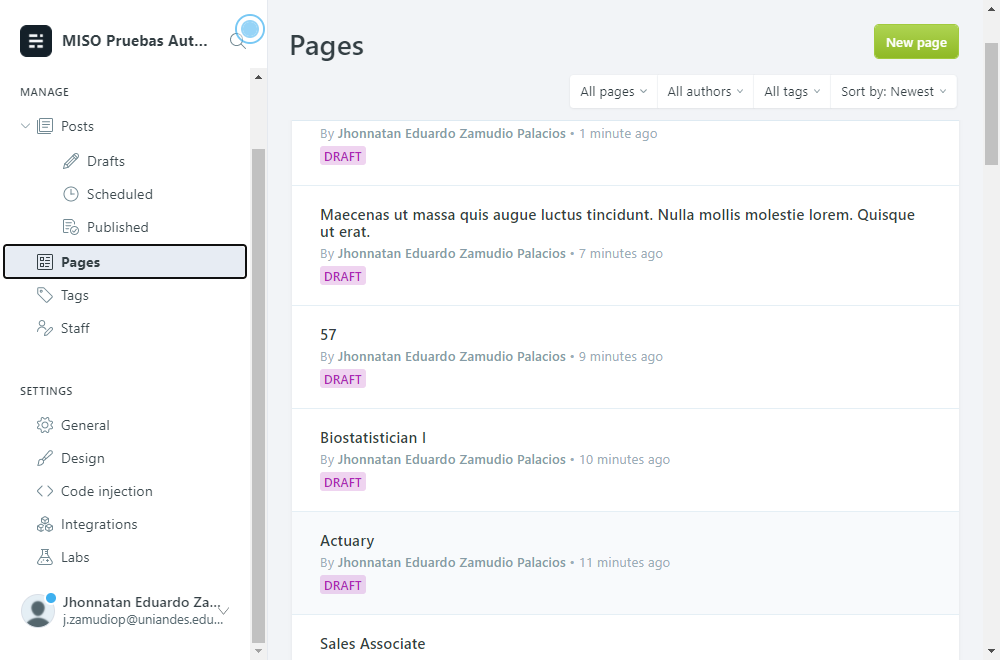 MISO Pruebas Aut...
MANAGE
Posts
Drafts
Scheduled
Published
Pages
Tags
Staff
SETTINGS
General
Design
Code injection
Integrations
Labs
Jhonnatan Eduardo Za...
j.zamudiop@uniandes.edu...
Pages
New page
All pages
All authors
All tags
Sort by: Newest
By Jhonnatan Eduardo Zamudio Palacios • 1 minute ago
DRAFT
Maecenas ut massa quis augue luctus tincidunt. Nulla mollis molestie lorem. Quisque
ut erat.
By Jhonnatan Eduardo Zamudio Palacios • 7 minutes ago
DRAFT
57
By Jhonnatan Eduardo Zamudio Palacios • 9 minutes ago
DRAFT
Biostatistician I
By Jhonnatan Eduardo Zamudio Palacios • 10 minutes ago
DRAFT
Actuary
By Jhonnatan Eduardo Zamudio Palacios • 11 minutes ago
DRAFT
Sales Associate